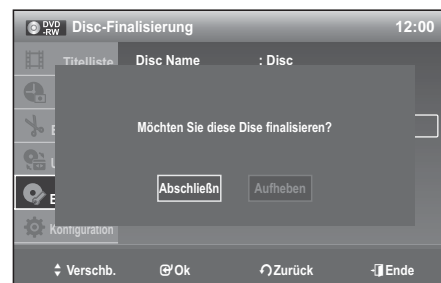 DVD-RW Disc-Finalisierung 12:00
Titelliste Disc Name : Disc
Möchten Sie diese Dise finalisieren?
Abschließn Aufheben
Konfiguration
Verschb. Ok Zurück Ende